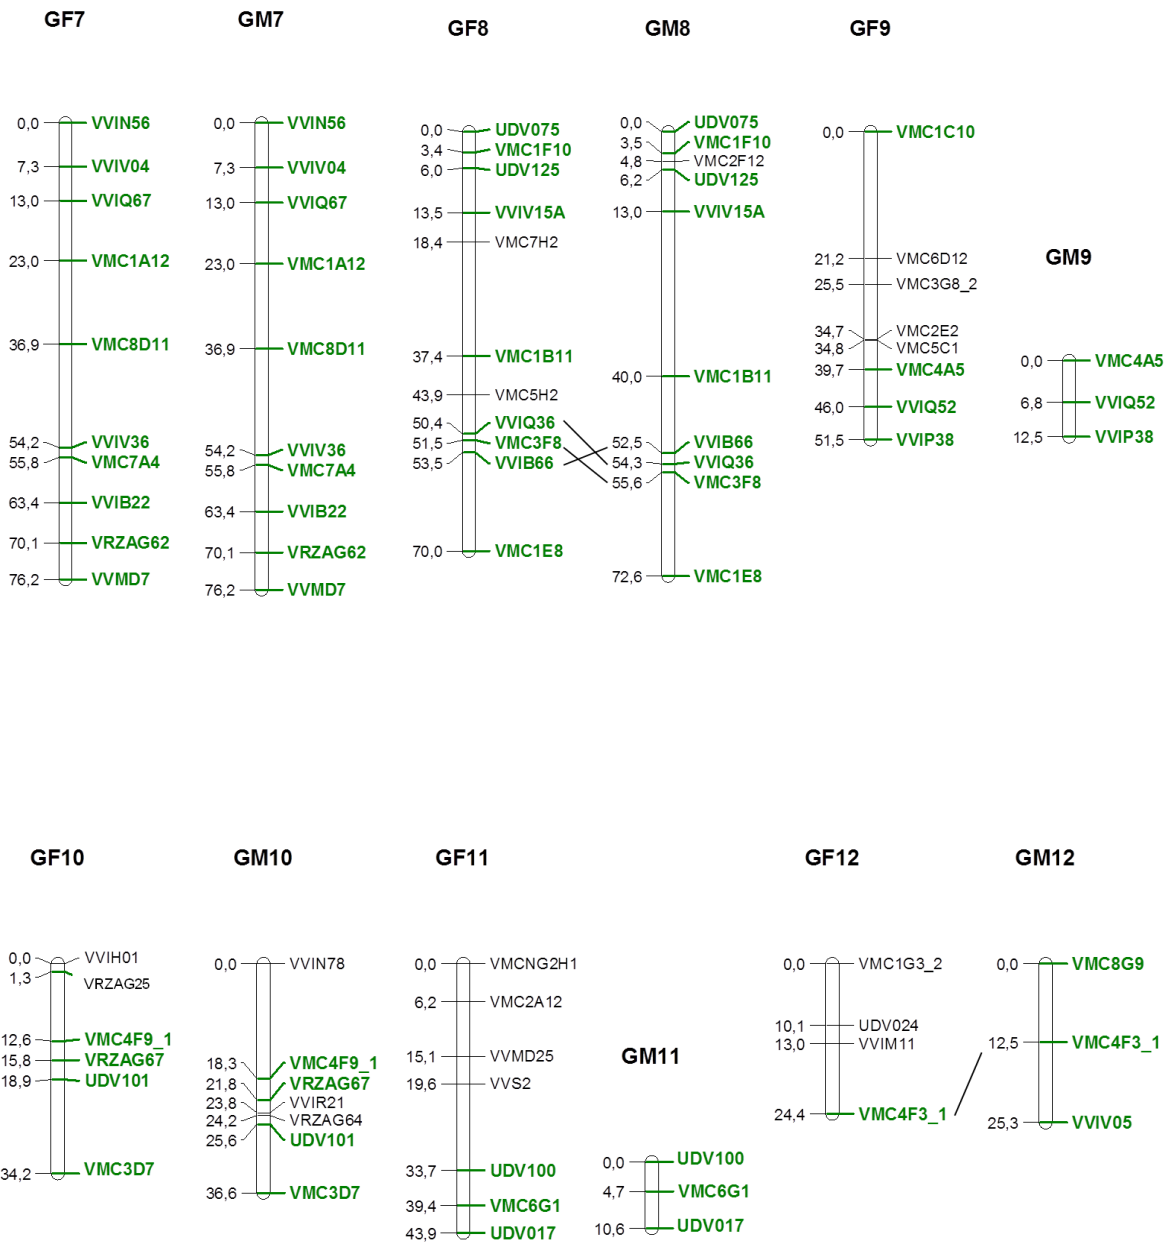 GF7
GM7
GF8
GM8
GF9
0,0 VVIN56
7,3 VVIV04
13,0 VVIQ67
23,0 VMC1A12
36,9 VMC8D11
54,2 VVIV36
55,8 VMC7A4
63,4 VVIB22
70,1 VRZAG62
76,2 VVMD7
0,0 VVIN56
7,3 VVIV04
13,0 VVIQ67
23,0 VMC1A12
36,9 VMC8D11
54,2 VVIV36
55,8 VMC7A4
63,4 VVIB22
70,1 VRZAG62
76,2 VVMD7
0,0 UDV075
3,4 VMC1F10
6,0 UDV125
13,5 VVIV15A
18,4 VMC7H2
37,4 VMC1B11
43,9 VMC5H2
50,4 VVIQ36
51,5 VMC3F8
53,5 VVIB66
70,0 VMC1E8
0,0 UDV075
3,5 VMC1F10
4,8 VMC2F12
6,2 UDV125
13,0 VVIV15A
40,0 VMC1B11
52,5 VVIB66
54,3 VVIQ36
55,6 VMC3F8
72,6 VMC1E8
0,0 VMC1C10
21,2 VMC6D12
25,5 VMC3G8_2
34,7 VMC2E2
34,8 VMC5C1
39,7 VMC4A5
46,0 VVIQ52
51,5 VVIP38
GM9
0,0 VMC4A5
6,8 VVIQ52
12,5 VVIP38
GF10
GM10
GF11
GF12
GM12
0,0 VVIH01
1,3 VRZAG25
12,6 VMC4F9_1
15,8 VRZAG67
18,9 UDV101
34,2 VMC3D7
0,0 VVIN78
18,3 VMC4F9_1
21,8 VRZAG67
23,8 VVIR21
24,2 VRZAG64
25,6 UDV101
36,6 VMC3D7
0,0 VMCNG2H1
6,2 VMC2A12
15,1 VVMD25
19,6 VVS2
33,7 UDV100
39,4 VMC6G1
43,9 UDV017
GM11
0,0 UDV100
4,7 VMC6G1
10,6 UDV017
0,0 VMC1G3_2
10,1 UDV024
13,0 VVIM11
24,4 VMC4F3_1
0,0 VMC8G9
12,5 VMC4F3_1
25,3 VVIV05